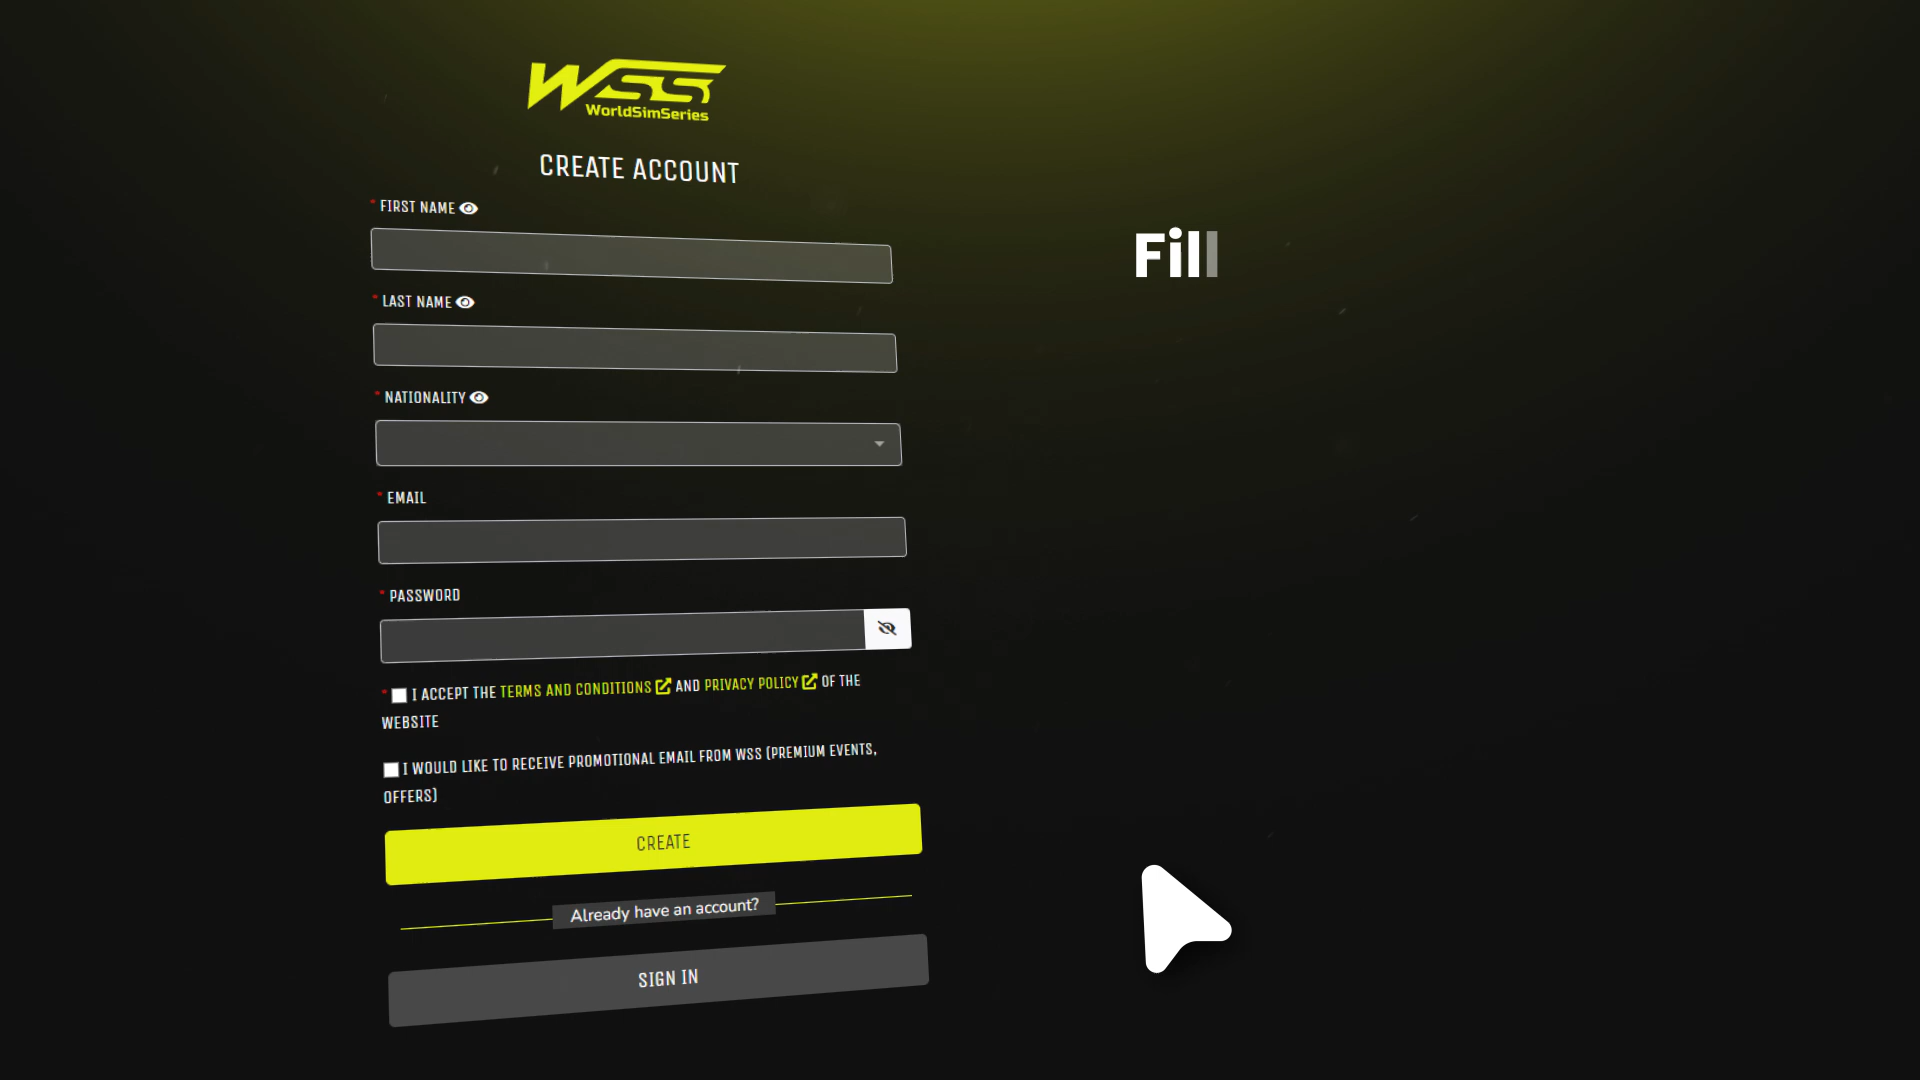 WSS
WorldSimSeries
CREATE ACCOUNT
* FIRST NAME
* LAST NAME
* NATIONALITY
* EMAIL
* PASSWORD
* I ACCEPT THE TERMS AND CONDITIONS AND PRIVACY POLICY OF THE
WEBSITE
I WOULD LIKE TO RECEIVE PROMOTIONAL EMAIL FROM WSS (PREMIUM EVENTS,
OFFERS)
CREATE
Already have an account?
SIGN IN
Fill